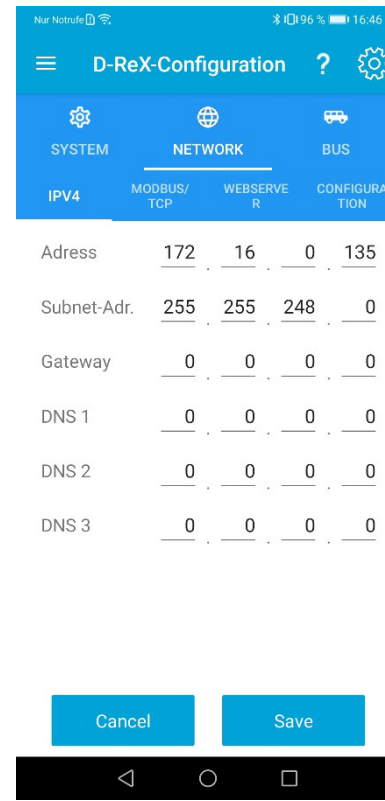 Nur Notrufe 96 % 16:46
D-ReX-Configuration ?
SYSTEM NETWORK BUS
IPV4 MODBUS/ WEBSERVE CONFIGURA
TCP R TION
Adress 172 . 16 . 0 . 135
Subnet-Adr. 255 . 255 . 248 . 0
Gateway 0 . 0 . 0 . 0
DNS 1 0 . 0 . 0 . 0
DNS 2 0 . 0 . 0 . 0
DNS 3 0 . 0 . 0 . 0
Cancel Save